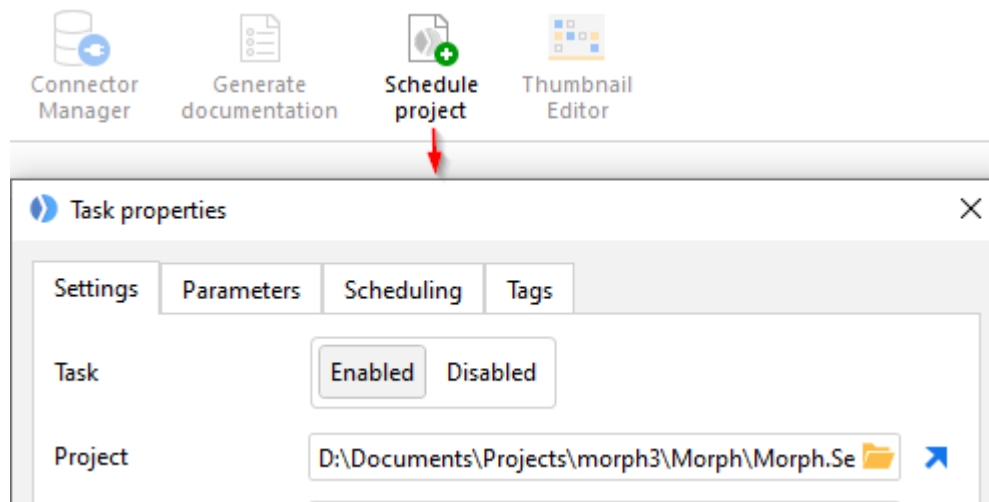 Connector Manager
Generate documentation
Schedule project
Thumbnail Editor
Task properties
Settings Parameters Scheduling Tags
Task Enabled Disabled
Project D:\Documents\Projects\morph3\Morph\Morph.Se